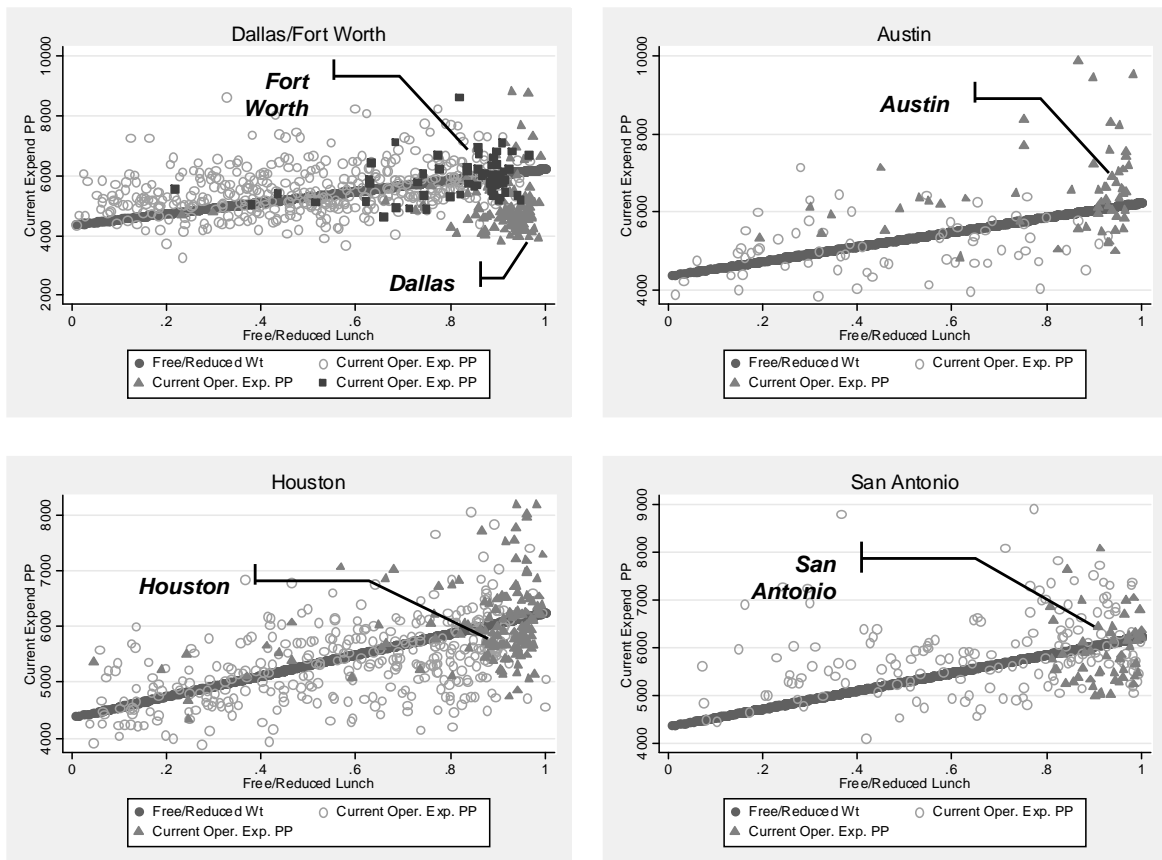 Dallas/Fort Worth
Current Expend PP
10000
8000
6000
4000
2000
Fort
Worth
Dallas
0 .2 .4 .6 .8 1
Free/Reduced Lunch
Free/Reduced Wt Current Oper. Exp. PP
Current Oper. Exp. PP Current Oper. Exp. PP
Austin
Current Expend PP
10000
8000
6000
4000
Austin
0 .2 .4 .6 .8 1
Free/Reduced Lunch
Free/Reduced Wt Current Oper. Exp. PP
Current Oper. Exp. PP
Houston
Current Expend PP
8000
7000
6000
5000
4000
Houston
0 .2 .4 .6 .8 1
Free/Reduced Lunch
Free/Reduced Wt Current Oper. Exp. PP
Current Oper. Exp. PP
San Antonio
Current Expend PP
9000
8000
7000
6000
5000
4000
San
Antonio
0 .2 .4 .6 .8 1
Free/Reduced Lunch
Free/Reduced Wt Current Oper. Exp. PP
Current Oper. Exp. PP